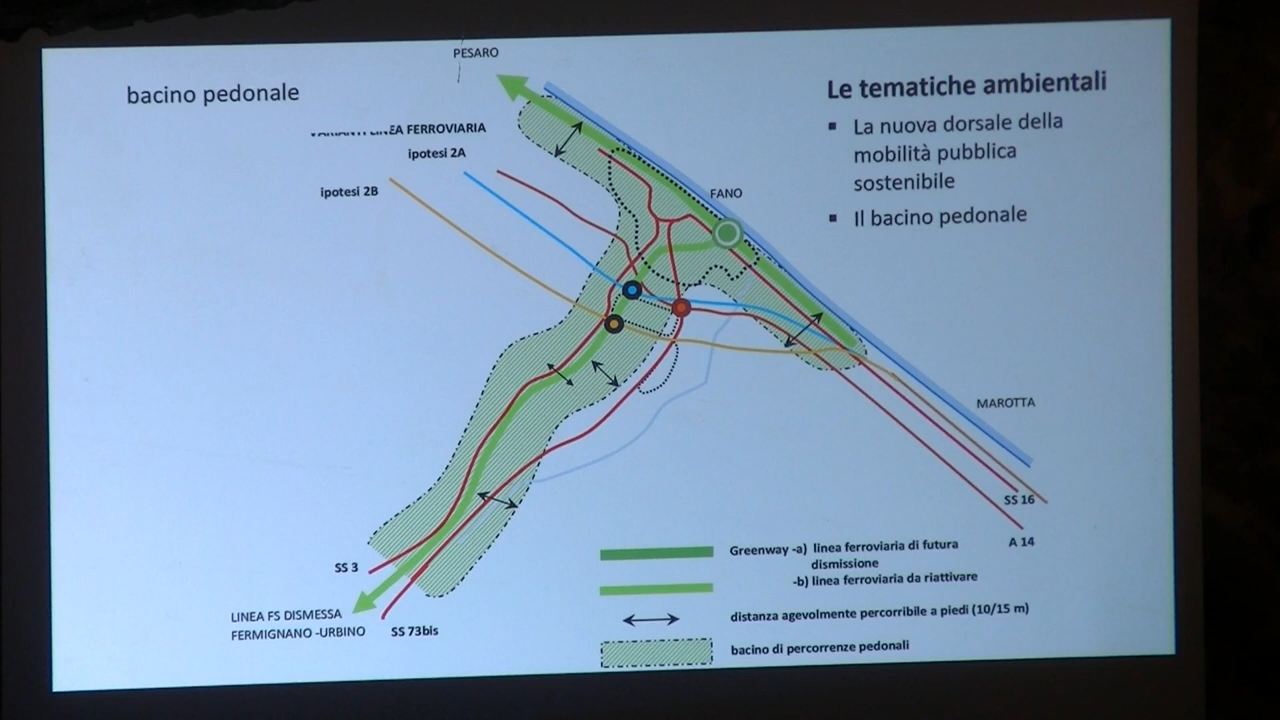 bacino pedonale
PESARO
LINEA FERROVIARIA
ipotesi 2A
ipotesi 2B
FANO
Le tematiche ambientali
▪ La nuova dorsale della
mobilità pubblica
sostenibile
▪ Il bacino pedonale
MAROTTA
SS 16
A 14
SS 3
LINEA FS DISMESSA
FERMIGNANO -URBINO
SS 73bis
Greenway -a) linea ferroviaria di futura
dismissione
-b) linea ferroviaria da riattivare
distanza agevolmente percorribile a piedi (10/15 m)
bacino di percorrenze pedonali